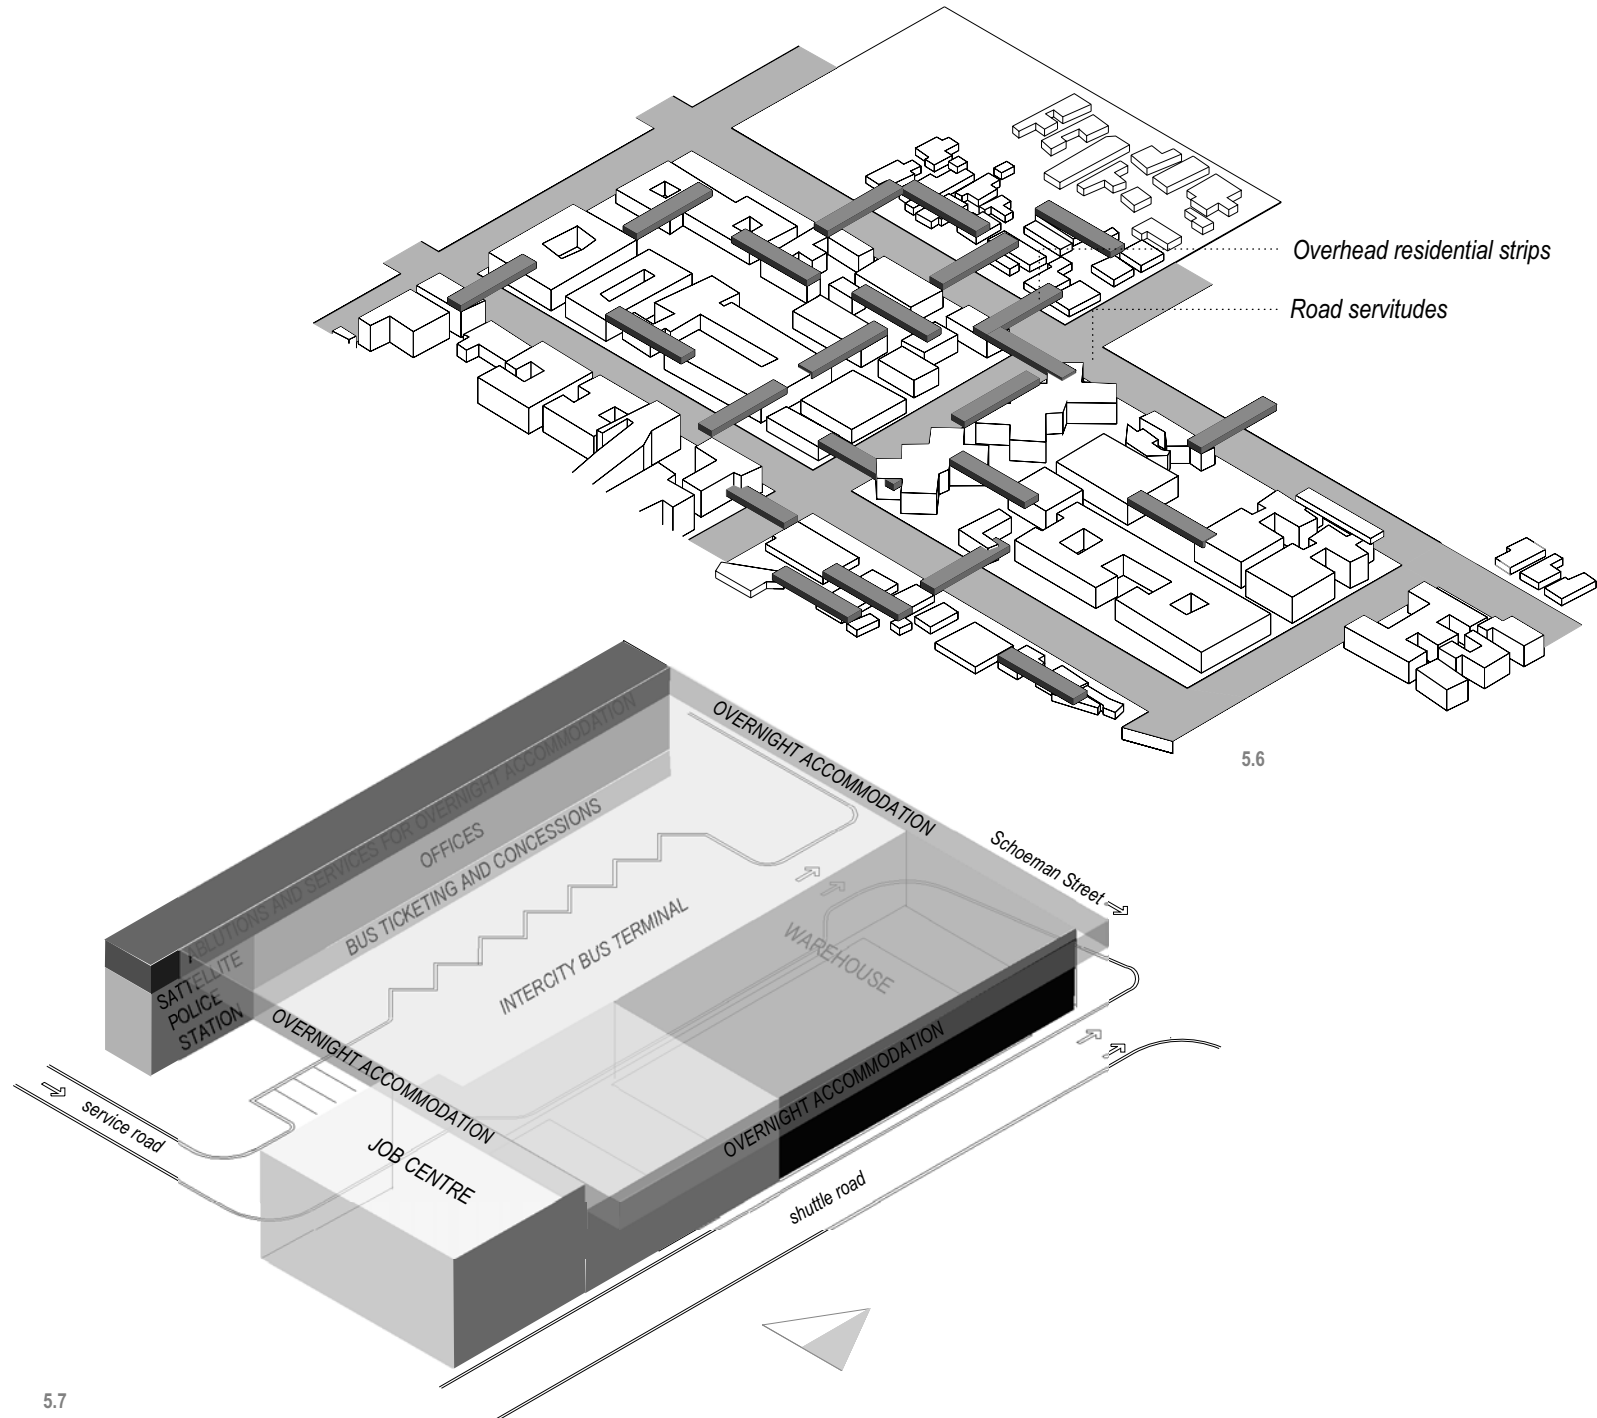 Overhead residential strips
Road servitudes
5.6
OVERNIGHT ACCOMMODATION
Schoeman Street
ABLUTIONS AND SERVICES FOR OVERNIGHT ACCOMMODATION
OFFICES
BUS TICKETING AND CONCESSIONS
INTERCITY BUS TERMINAL
WAREHOUSE
SATTELLITE
POLICE
STATION
OVERNIGHT ACCOMMODATION
OVERNIGHT ACCOMMODATION
service road
JOB CENTRE
shuttle road
5.7